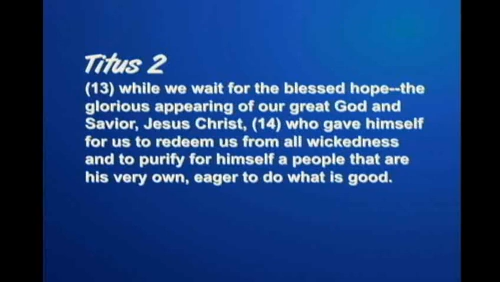 Titus 2
(13) while we wait for the blessed hope--the
glorious appearing of our great God and
Savior, Jesus Christ, (14) who gave himself
for us to redeem us from all wickedness
and to purify for himself a people that are
his very own, eager to do what is good.